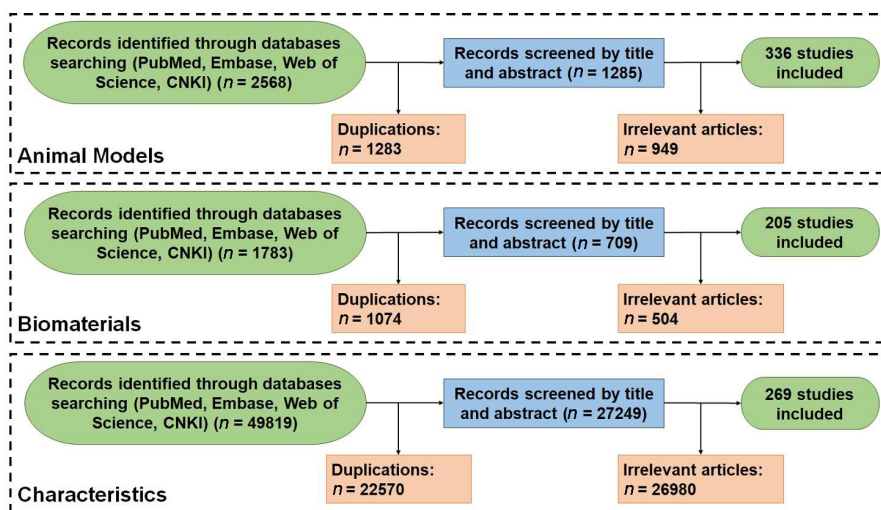 Records identified through databases
searching (PubMed, Embase, Web of
Science, CNKI) (n = 2568)
Records screened by title
and abstract (n = 1285)
336 studies
included
Duplications:
n = 1283
Irrelevant articles:
n = 949
Animal Models
Records identified through databases
searching (PubMed, Embase, Web of
Science, CNKI) (n = 1783)
Records screened by title
and abstract (n = 709)
205 studies
included
Duplications:
n = 1074
Irrelevant articles:
n = 504
Biomaterials
Records identified through databases
searching (PubMed, Embase, Web of
Science, CNKI) (n = 49819)
Records screened by title
and abstract (n = 27249)
269 studies
included
Duplications:
n = 22570
Irrelevant articles:
n = 26980
Characteristics